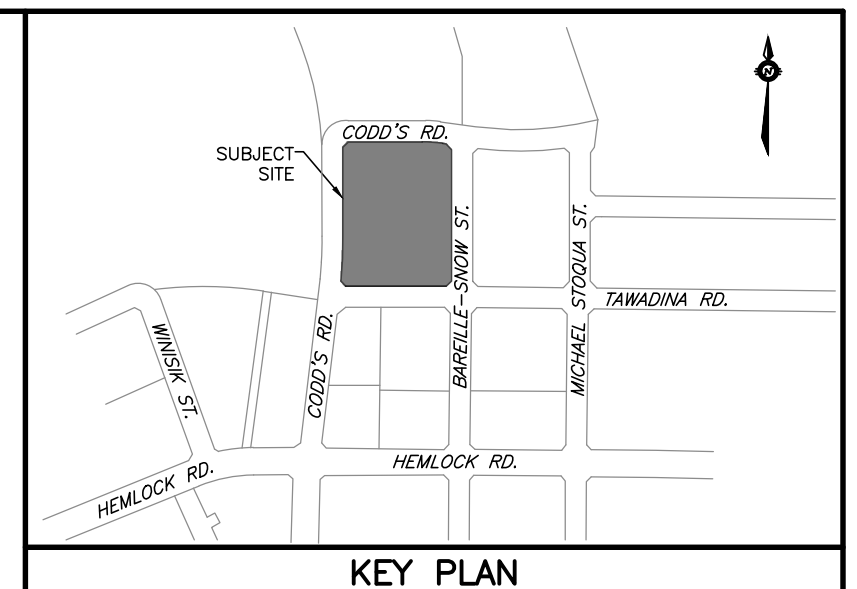 CODD'S RD.
N
SUBJECT
SITE
BAREILLE-SNOW ST.
MICHAEL STOQUA ST.
TAWADINA RD.
WINISIK ST.
CODD'S RD.
HEMLOCK RD.
HEMLOCK RD.
KEY PLAN